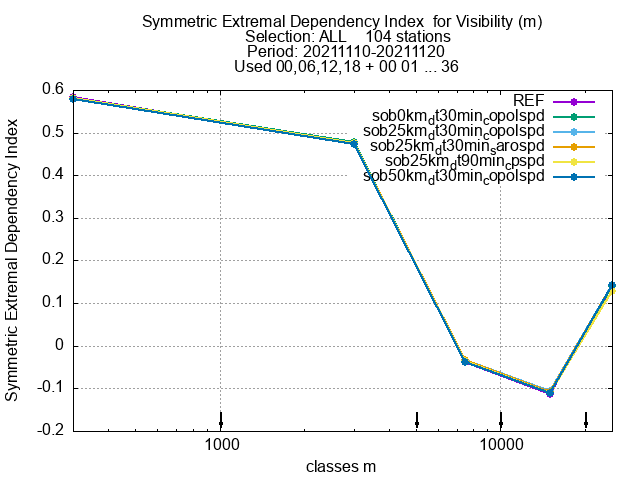 Symmetric Extremal Dependency Index  for Visibility (m)
Selection: ALL    104 stations
Period: 20211110-20211120
Used 00,06,12,18 + 00 01 ... 36
Symmetric Extremal Dependency Index
0.6
0.5
0.4
0.3
0.2
0.1
0
-0.1
-0.2
REF
sob0km_dt30min_copolspd
sob25km_dt30min_copolspd
sob25km_dt30min_sarospd
sob25km_dt90min_cpspd
sob50km_dt30min_copolspd
1000
10000
classes m